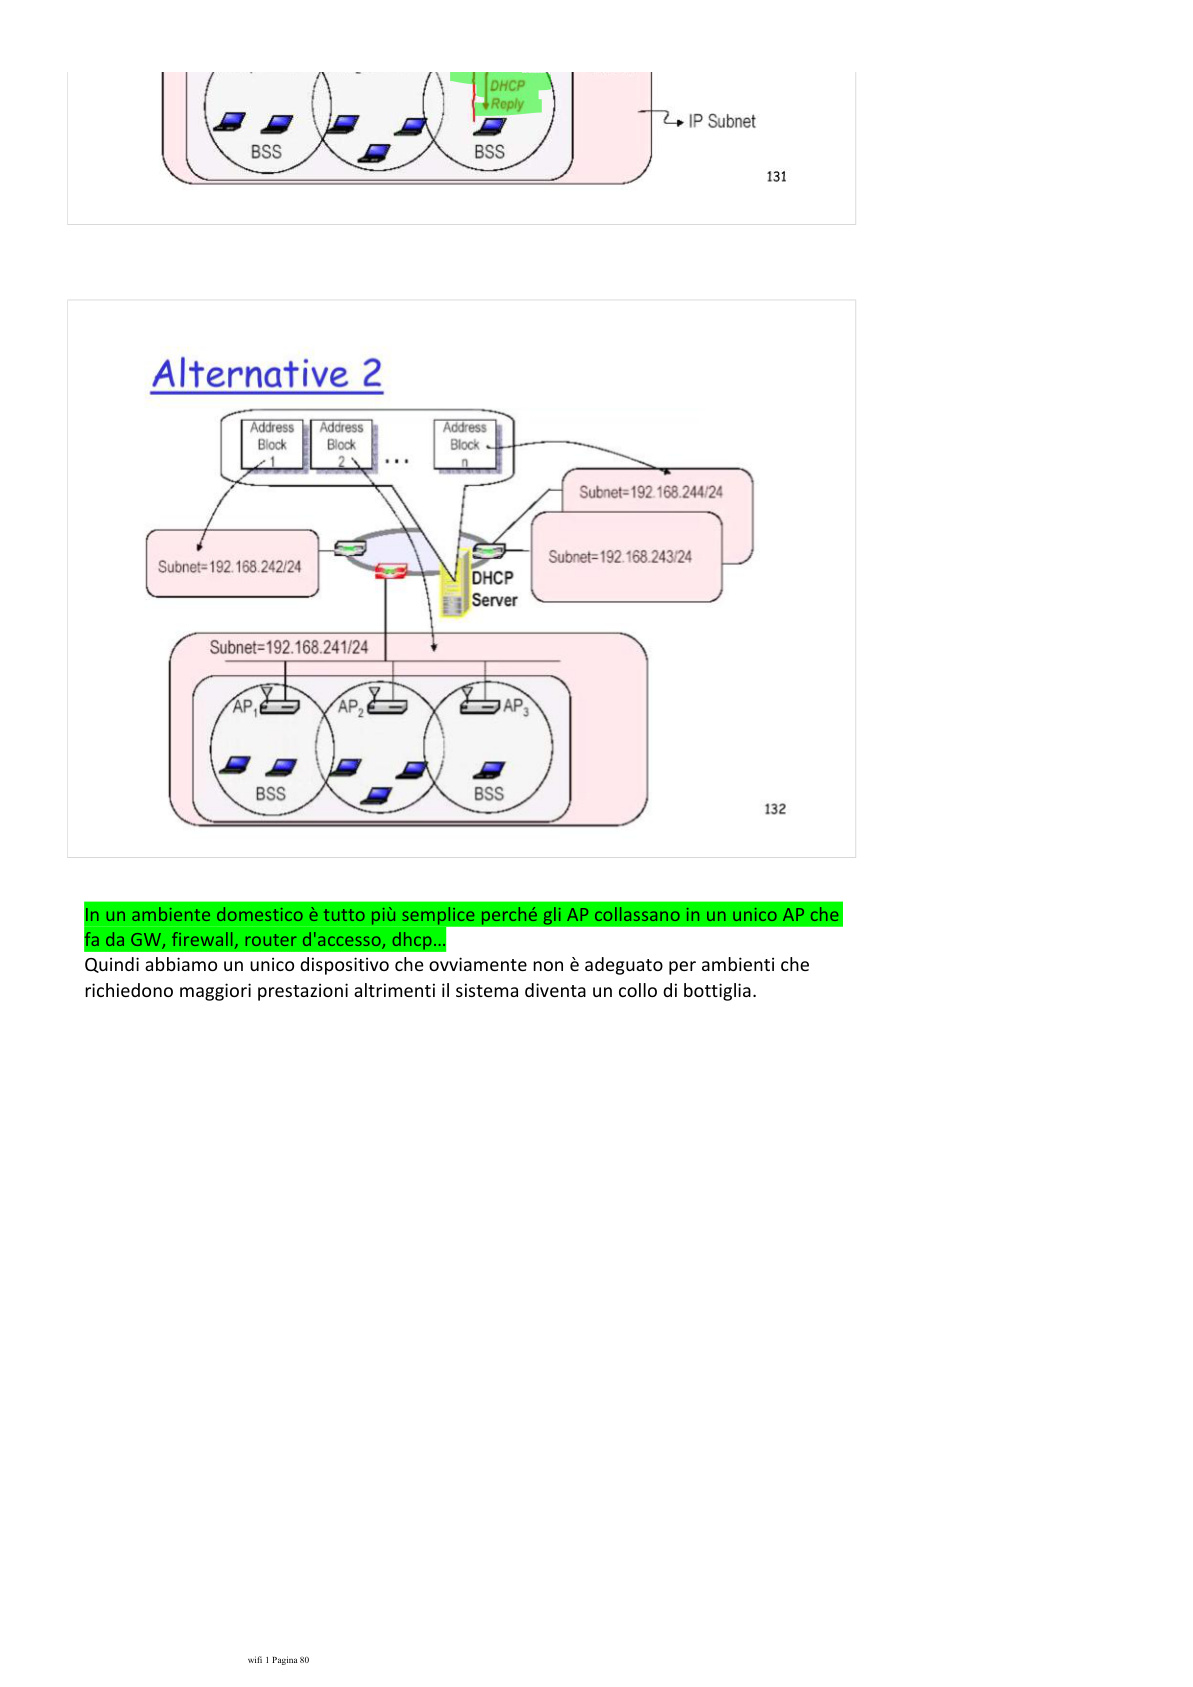 DHCP
Reply
IP Subnet
BSS
BSS
131
Alternative 2
Address Block 1
Address Block 2
...
Address Block n
Subnet=192.168.244/24
Subnet=192.168.243/24
Subnet=192.168.242/24
DHCP
Server
Subnet=192.168.241/24
AP1
AP2
AP3
BSS
BSS
132
In un ambiente domestico è tutto più semplice perché gli AP collassano in un unico AP che
fa da GW, firewall, router d'accesso, dhcp...
Quindi abbiamo un unico dispositivo che ovviamente non è adeguato per ambienti che
richiedono maggiori prestazioni altrimenti il sistema diventa un collo di bottiglia.
wifi 1 Pagina 80